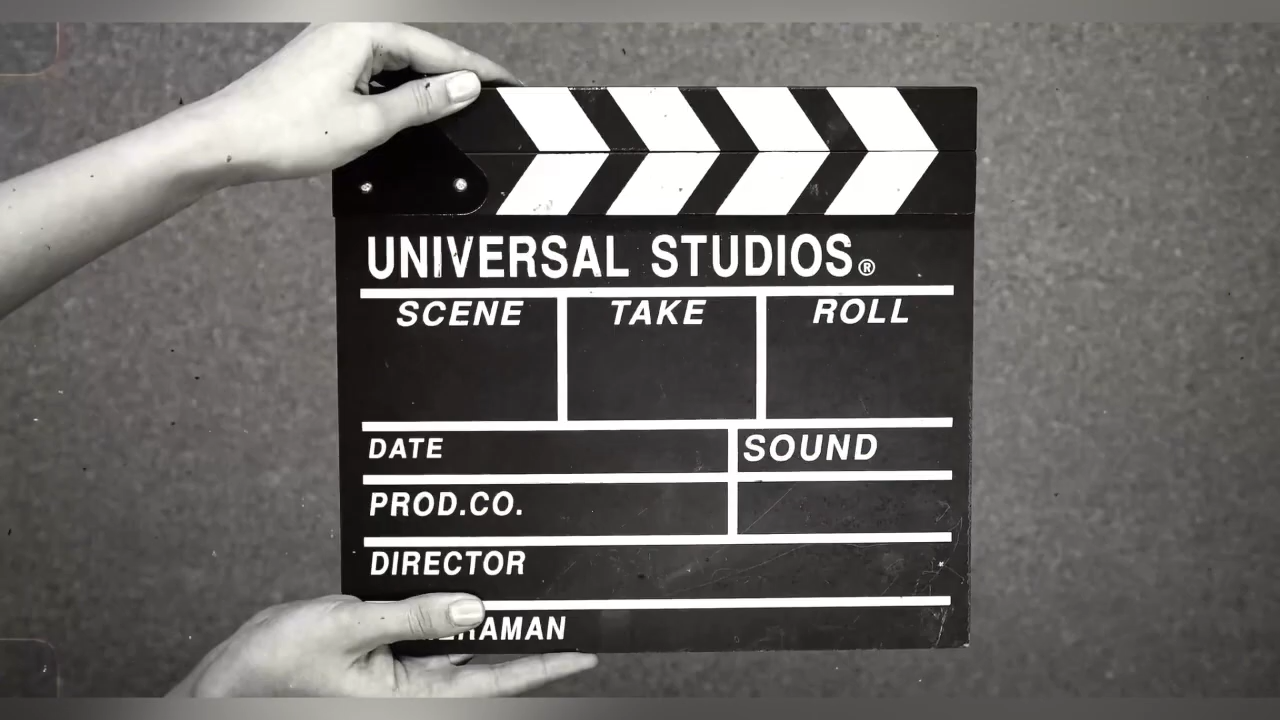 UNIVERSAL STUDIOS®
SCENE TAKE ROLL
DATE SOUND
PROD.CO.
DIRECTOR